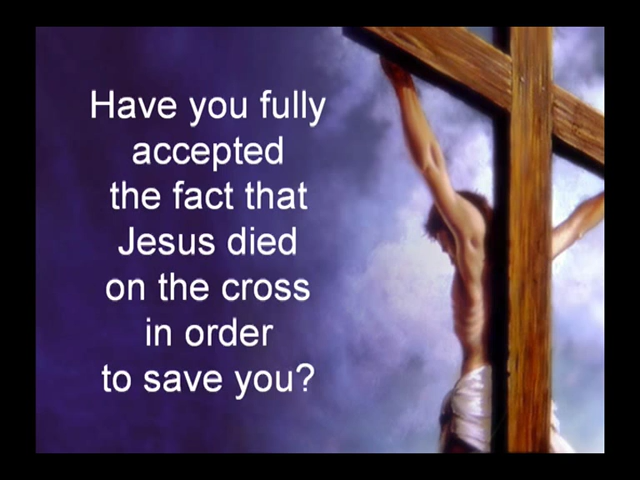 Have you fully
accepted
the fact that
Jesus died
on the cross
in order
to save you?